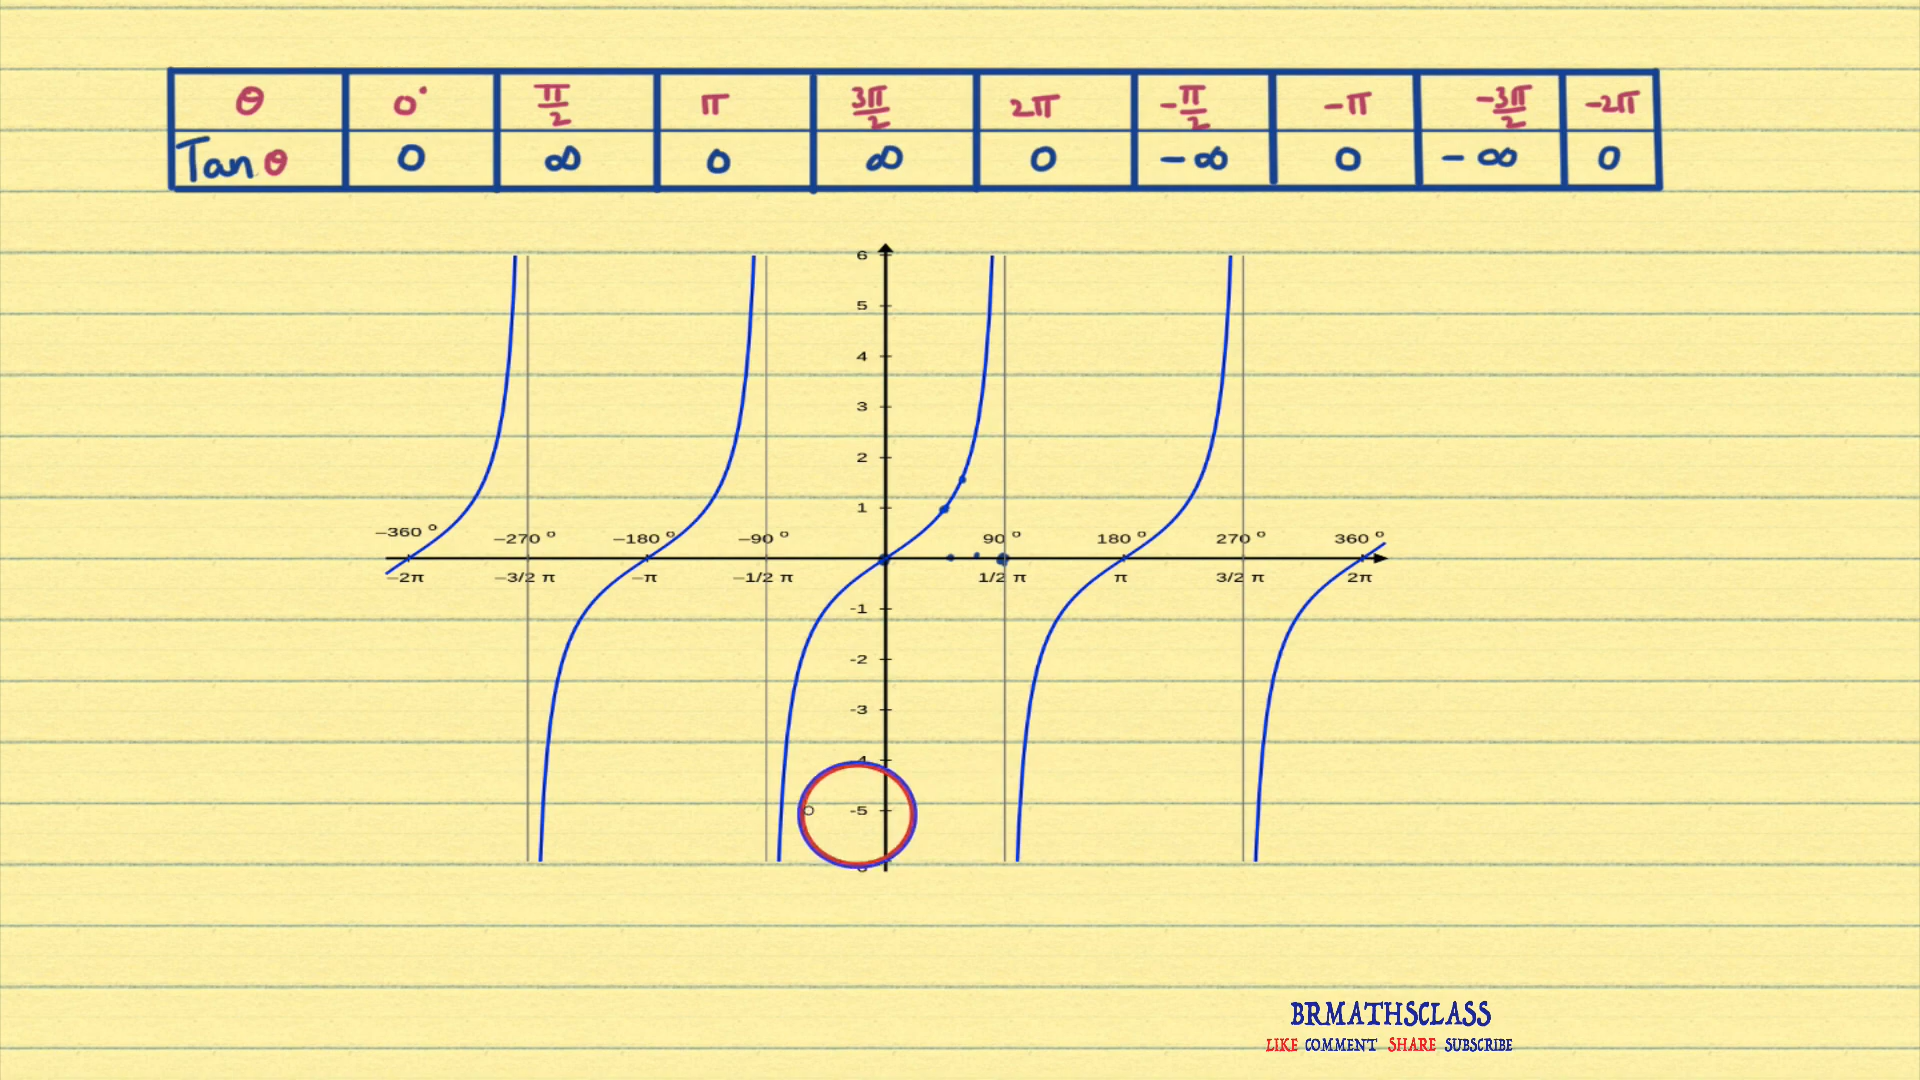 θ 0° π/2 π 3π/2 2π -π/2 -π -3π/2 -2π
Tan θ 0 ∞ 0 ∞ 0 -∞ 0 -∞ 0
6
5
4
3
2
1
−360 º −270 º −180 º −90 º 90 º 180 º 270 º 360 º
−2π −3/2 π −π −1/2 π 1/2 π π 3/2 π 2π
-1
-2
-3
-5
BRMATHSCLASS
LIKE COMMENT SHARE SUBSCRIBE